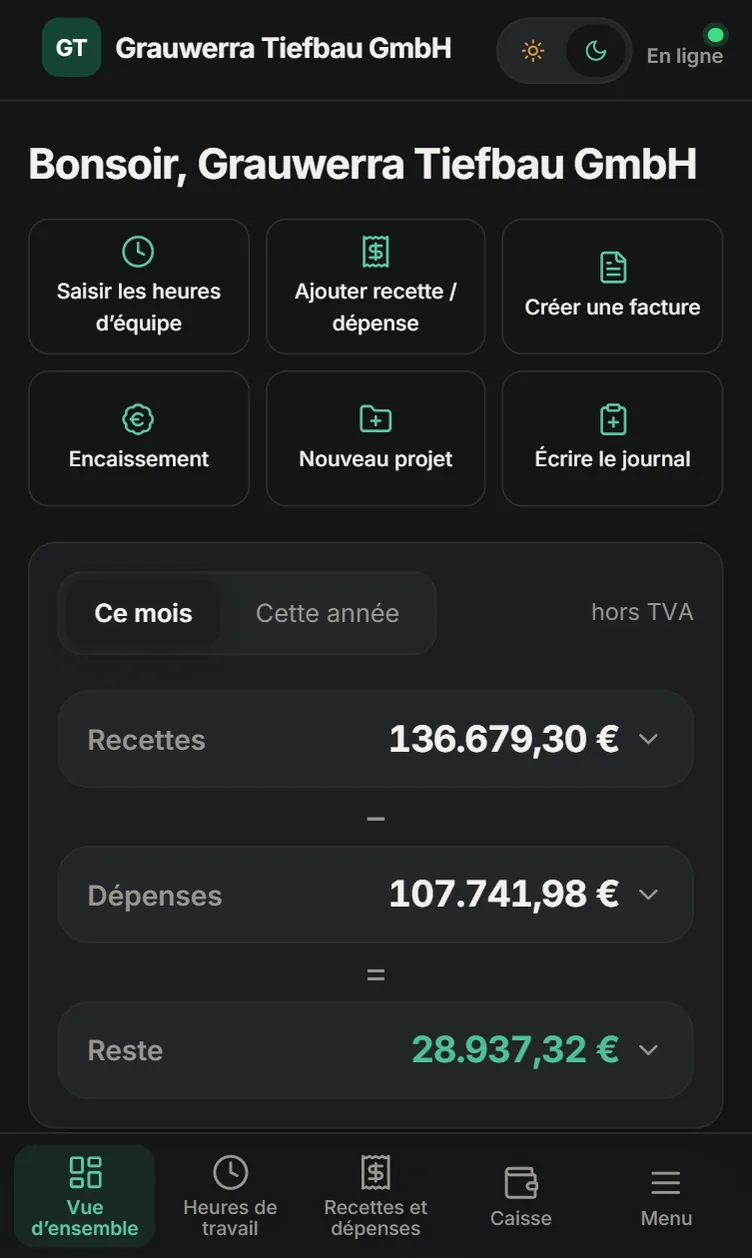 GT
Grauwerra Tiefbau GmbH
En ligne
Bonsoir, Grauwerra Tiefbau GmbH
Saisir les heures
d’équipe
Ajouter recette /
dépense
Créer une facture
Encaissement
Nouveau projet
Écrire le journal
Ce mois
Cette année
hors TVA
Recettes
136.679,30 €
–
Dépenses
107.741,98 €
=
Reste
28.937,32 €
Vue
d’ensemble
Heures de
travail
Recettes et
dépenses
Caisse
Menu